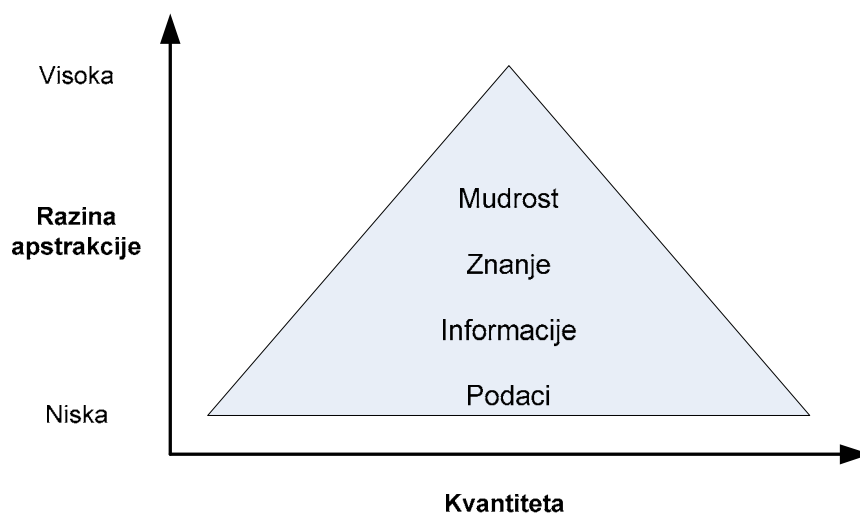 Visoka
Razina
apstrakcije
Mudrost
Znanje
Informacije
Podaci
Niska
Kvantiteta